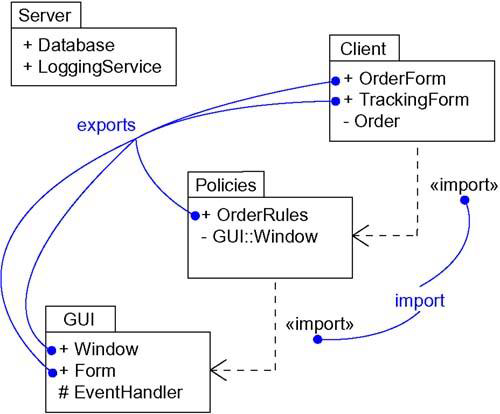 Server
+ Database
+ LoggingService
Client
+ OrderForm
+ TrackingForm
- Order
exports
Policies
+ OrderRules
- GUI::Window
«import»
import
«import»
GUI
+ Window
+ Form
# EventHandler